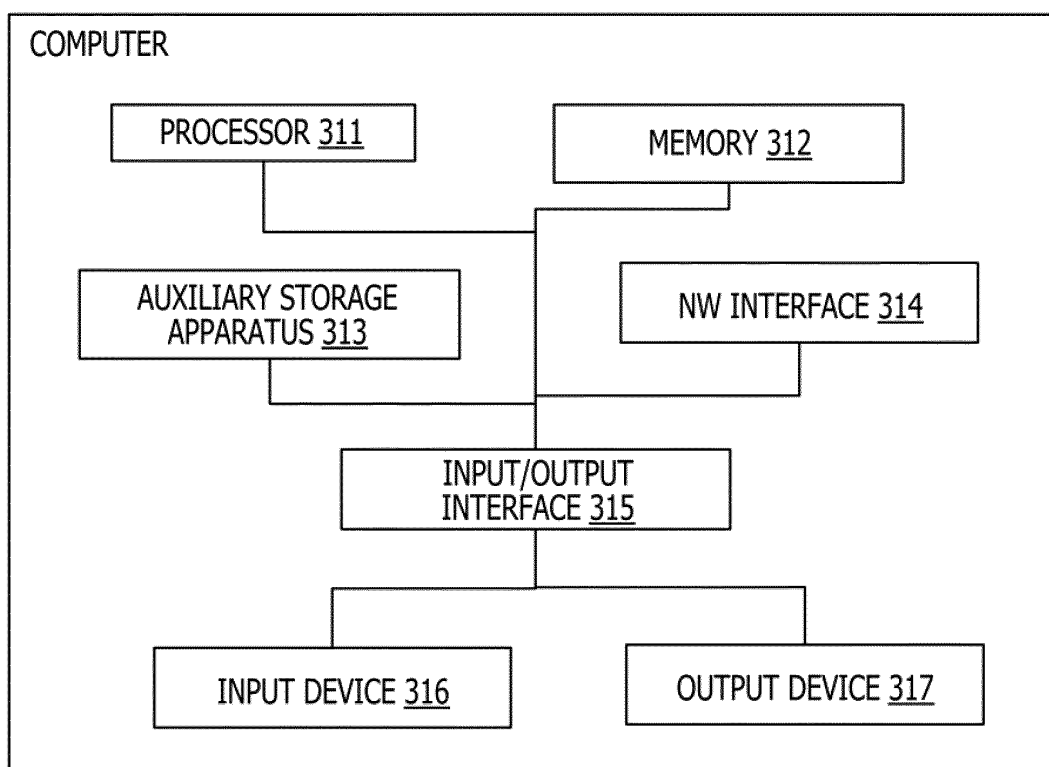 COMPUTER
PROCESSOR 311
MEMORY 312
AUXILIARY STORAGE
APPARATUS 313
NW INTERFACE 314
INPUT/OUTPUT
INTERFACE 315
INPUT DEVICE 316
OUTPUT DEVICE 317